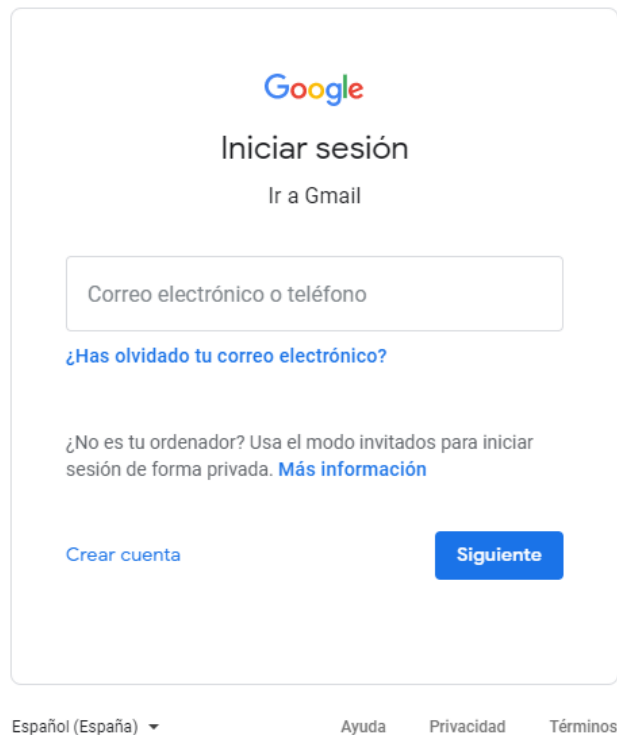 Google
Iniciar sesión
Ir a Gmail
Correo electrónico o teléfono
¿Has olvidado tu correo electrónico?
¿No es tu ordenador? Usa el modo invitados para iniciar
sesión de forma privada. Más información
Crear cuenta
Siguiente
Español (España)
Ayuda
Privacidad
Términos